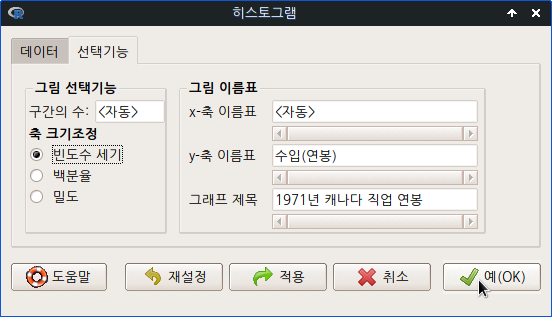 히스토그램
데이터
선택기능
그림 선택기능
구간의 수: <자동>
축 크기조정
빈도수 세기
백분율
밀도
그림 이름표
x-축 이름표 <자동>
y-축 이름표 수입(연봉)
그래프 제목 1971년 캐나다 직업 연봉
도움말
재설정
적용
취소
예(OK)